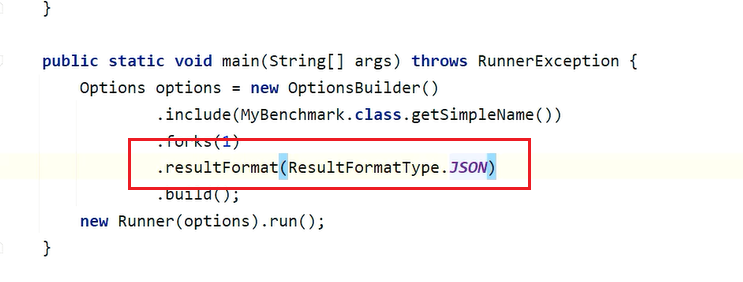 }
public static void main(String[] args) throws RunnerException {
Options options = new OptionsBuilder()
.include(MyBenchmark.class.getSimpleName())
.forks(1)
.resultFormat(ResultFormatType.JSON)
.build();
new Runner(options).run();
}